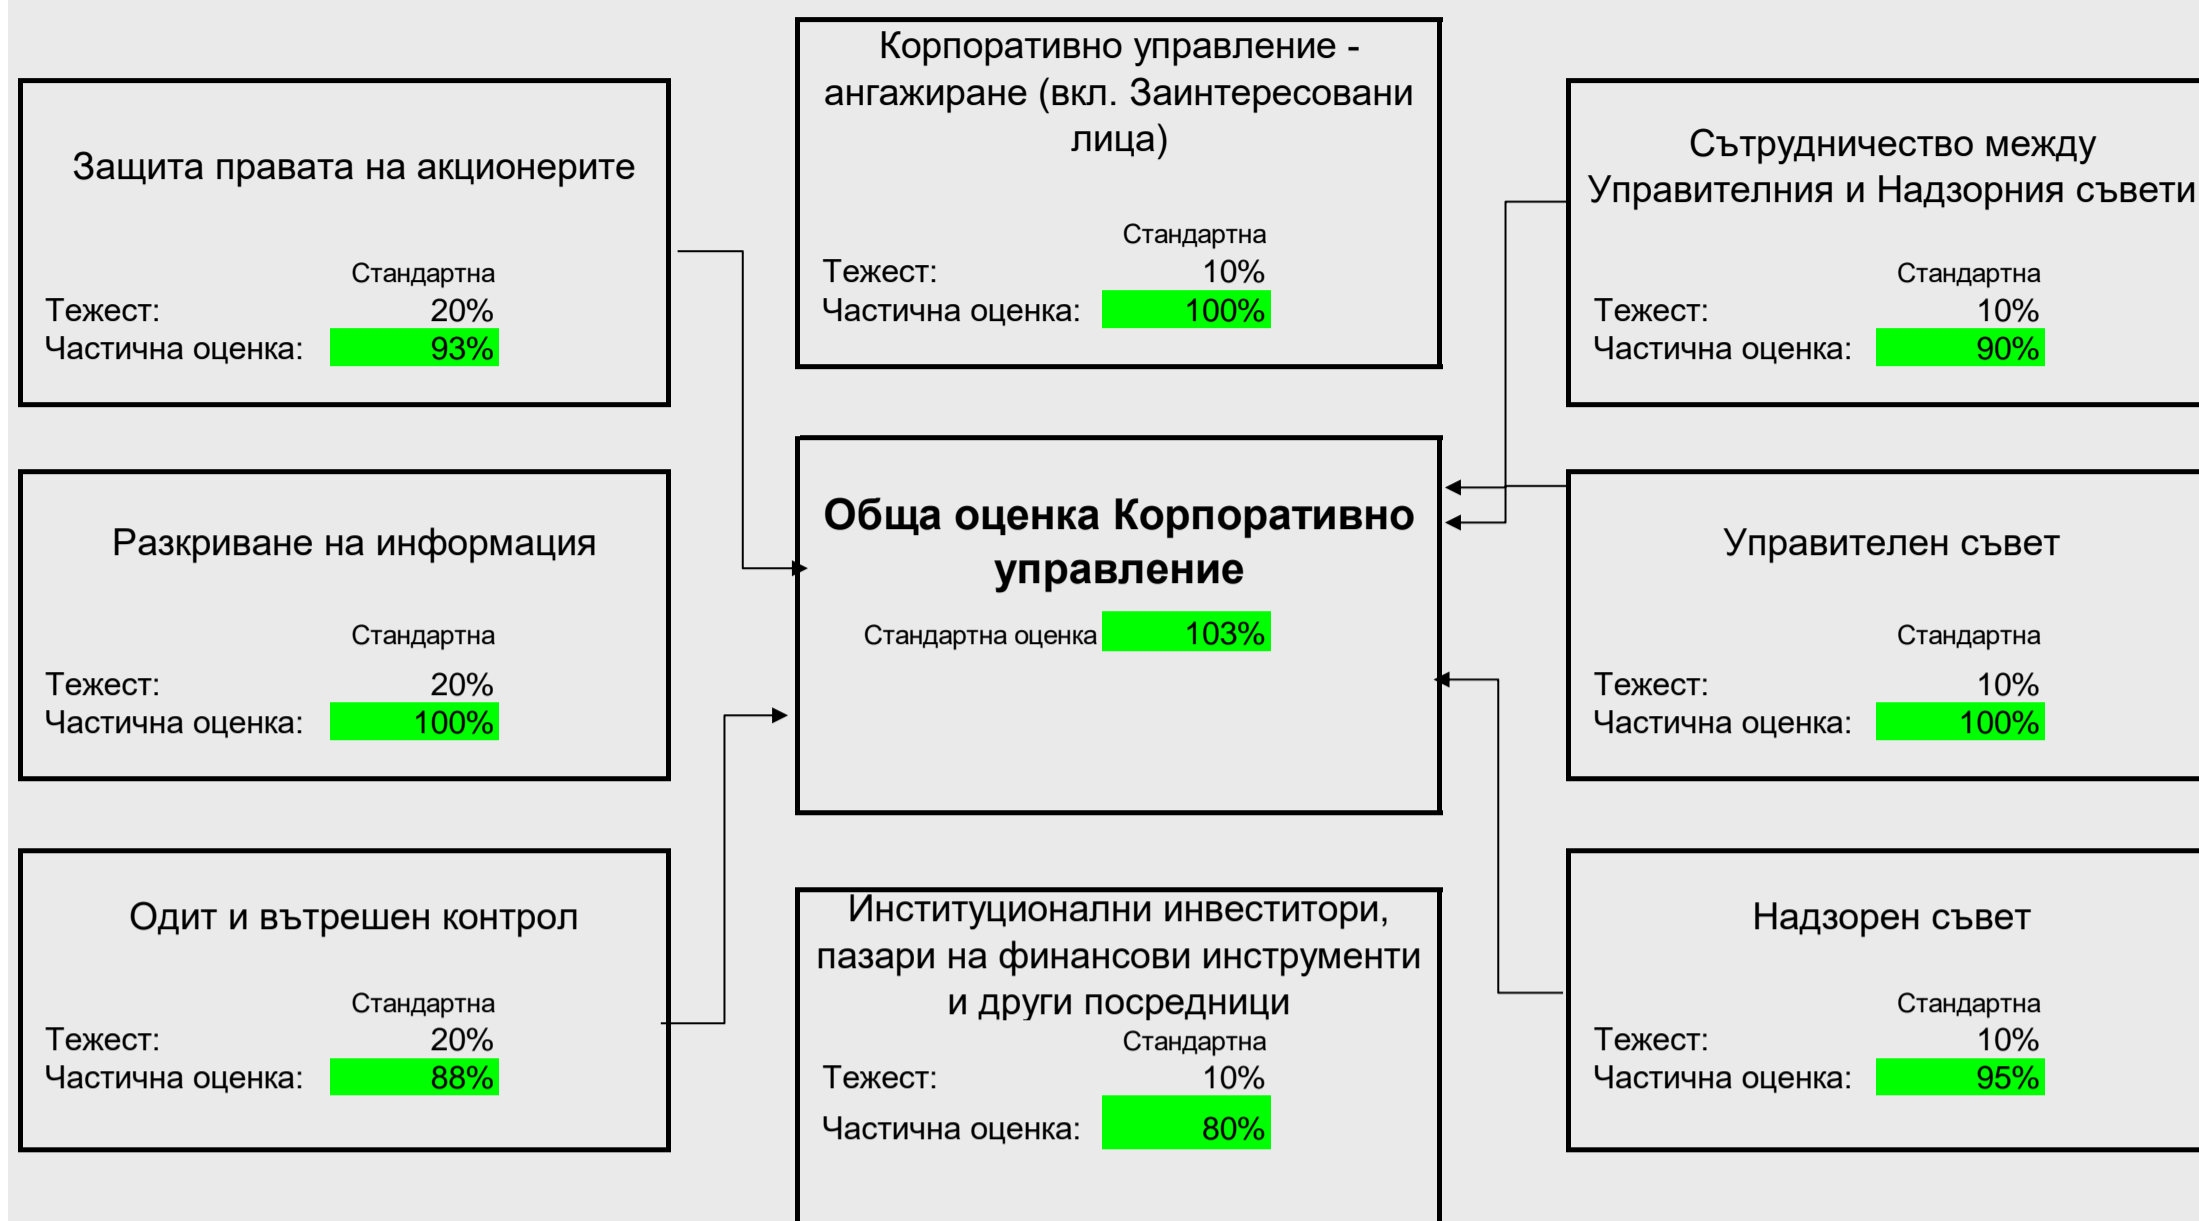 Корпоративно управление -
ангажиране (вкл. Заинтересовани
лица)
Стандартна
Тежест: 10%
Частична оценка: 100%
Защита правата на акционерите
Стандартна
Тежест: 20%
Частична оценка: 93%
Сътрудничество между
Управителния и Надзорния съвети
Стандартна
Тежест: 10%
Частична оценка: 90%
Разкриване на информация
Стандартна
Тежест: 20%
Частична оценка: 100%
Обща оценка Корпоративно
управление
Стандартна оценка 103%
Управителен съвет
Стандартна
Тежест: 10%
Частична оценка: 100%
Одит и вътрешен контрол
Стандартна
Тежест: 20%
Частична оценка: 88%
Институционални инвеститори,
пазари на финансови инструменти
и други посредници
Стандартна
Тежест: 10%
Частична оценка: 80%
Надзорен съвет
Стандартна
Тежест: 10%
Частична оценка: 95%